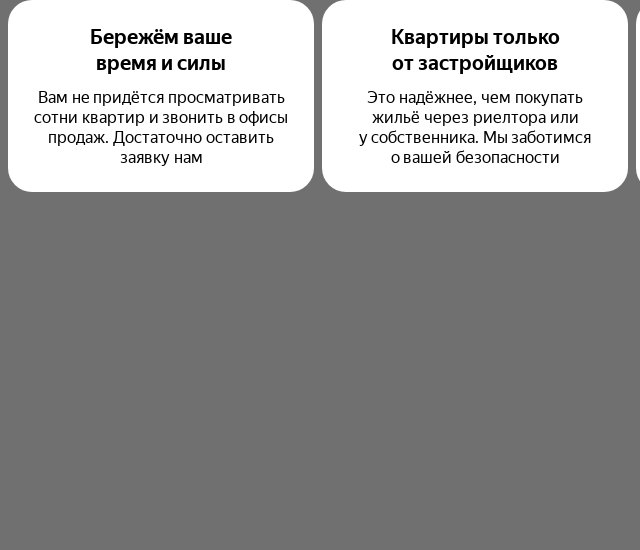 Бережём ваше
время и силы
Вам не придётся просматривать
сотни квартир и звонить в офисы
продаж. Достаточно оставить
заявку нам
Квартиры только
от застройщиков
Это надёжнее, чем покупать
жильё через риелтора или
у собственника. Мы заботимся
о вашей безопасности